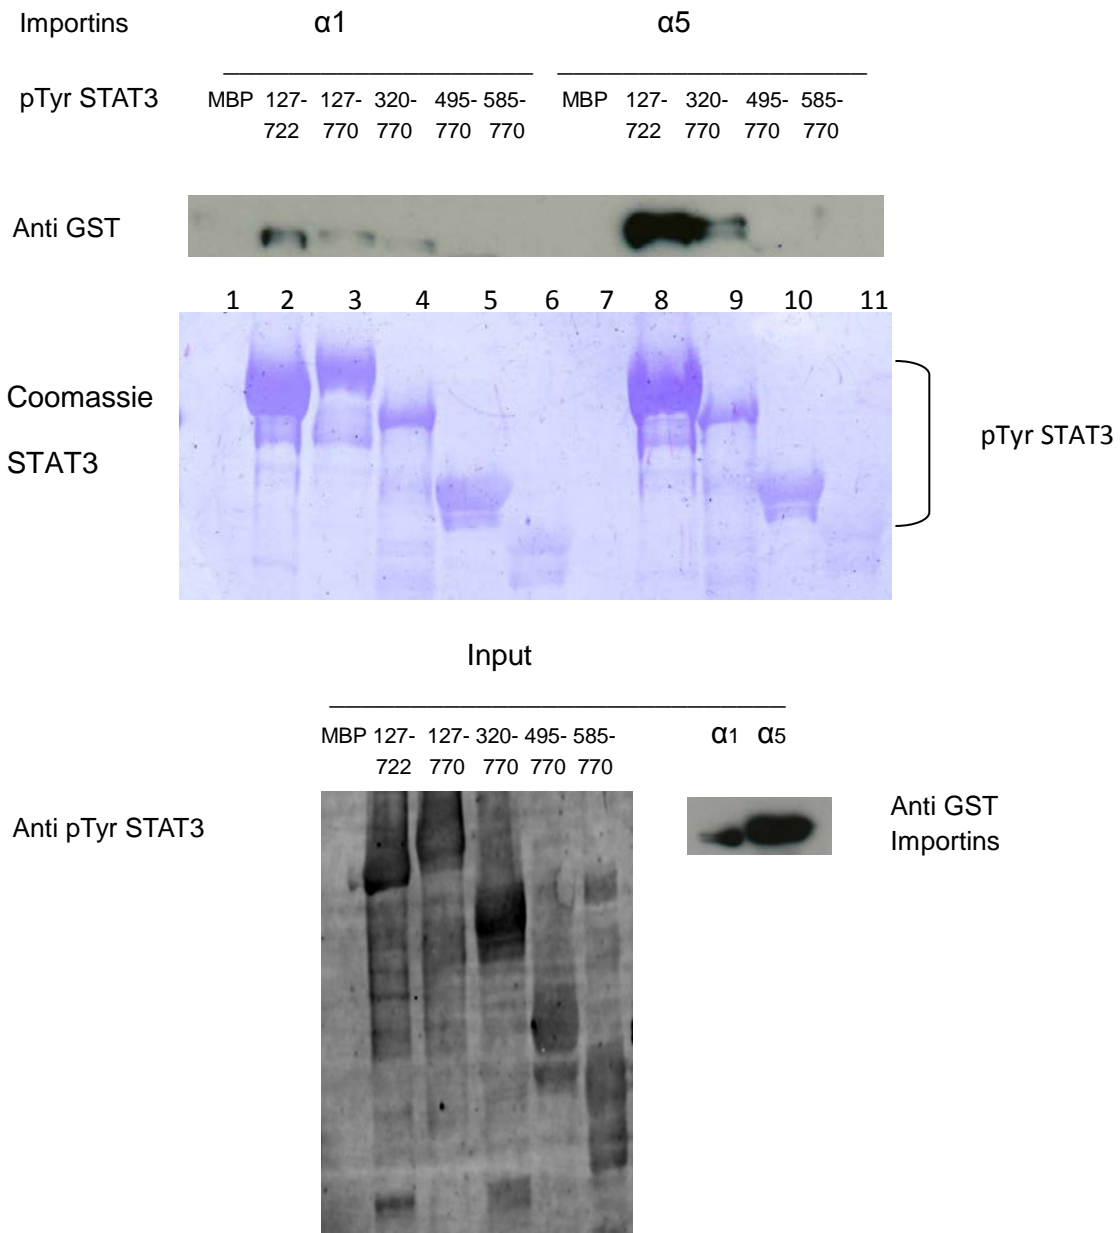 Importins α1 α5
pTyr STAT3 MBP 127- 127- 320- 495- 585- MBP 127- 320- 495- 585-
722 770 770 770 770 722 770 770 770
Anti GST
1 2 3 4 5 6 7 8 9 10 11
Coomassie
STAT3
pTyr STAT3
Input
MBP 127- 127- 320- 495- 585- α1 α5
722 770 770 770 770
Anti pTyr STAT3
Anti GST
Importins